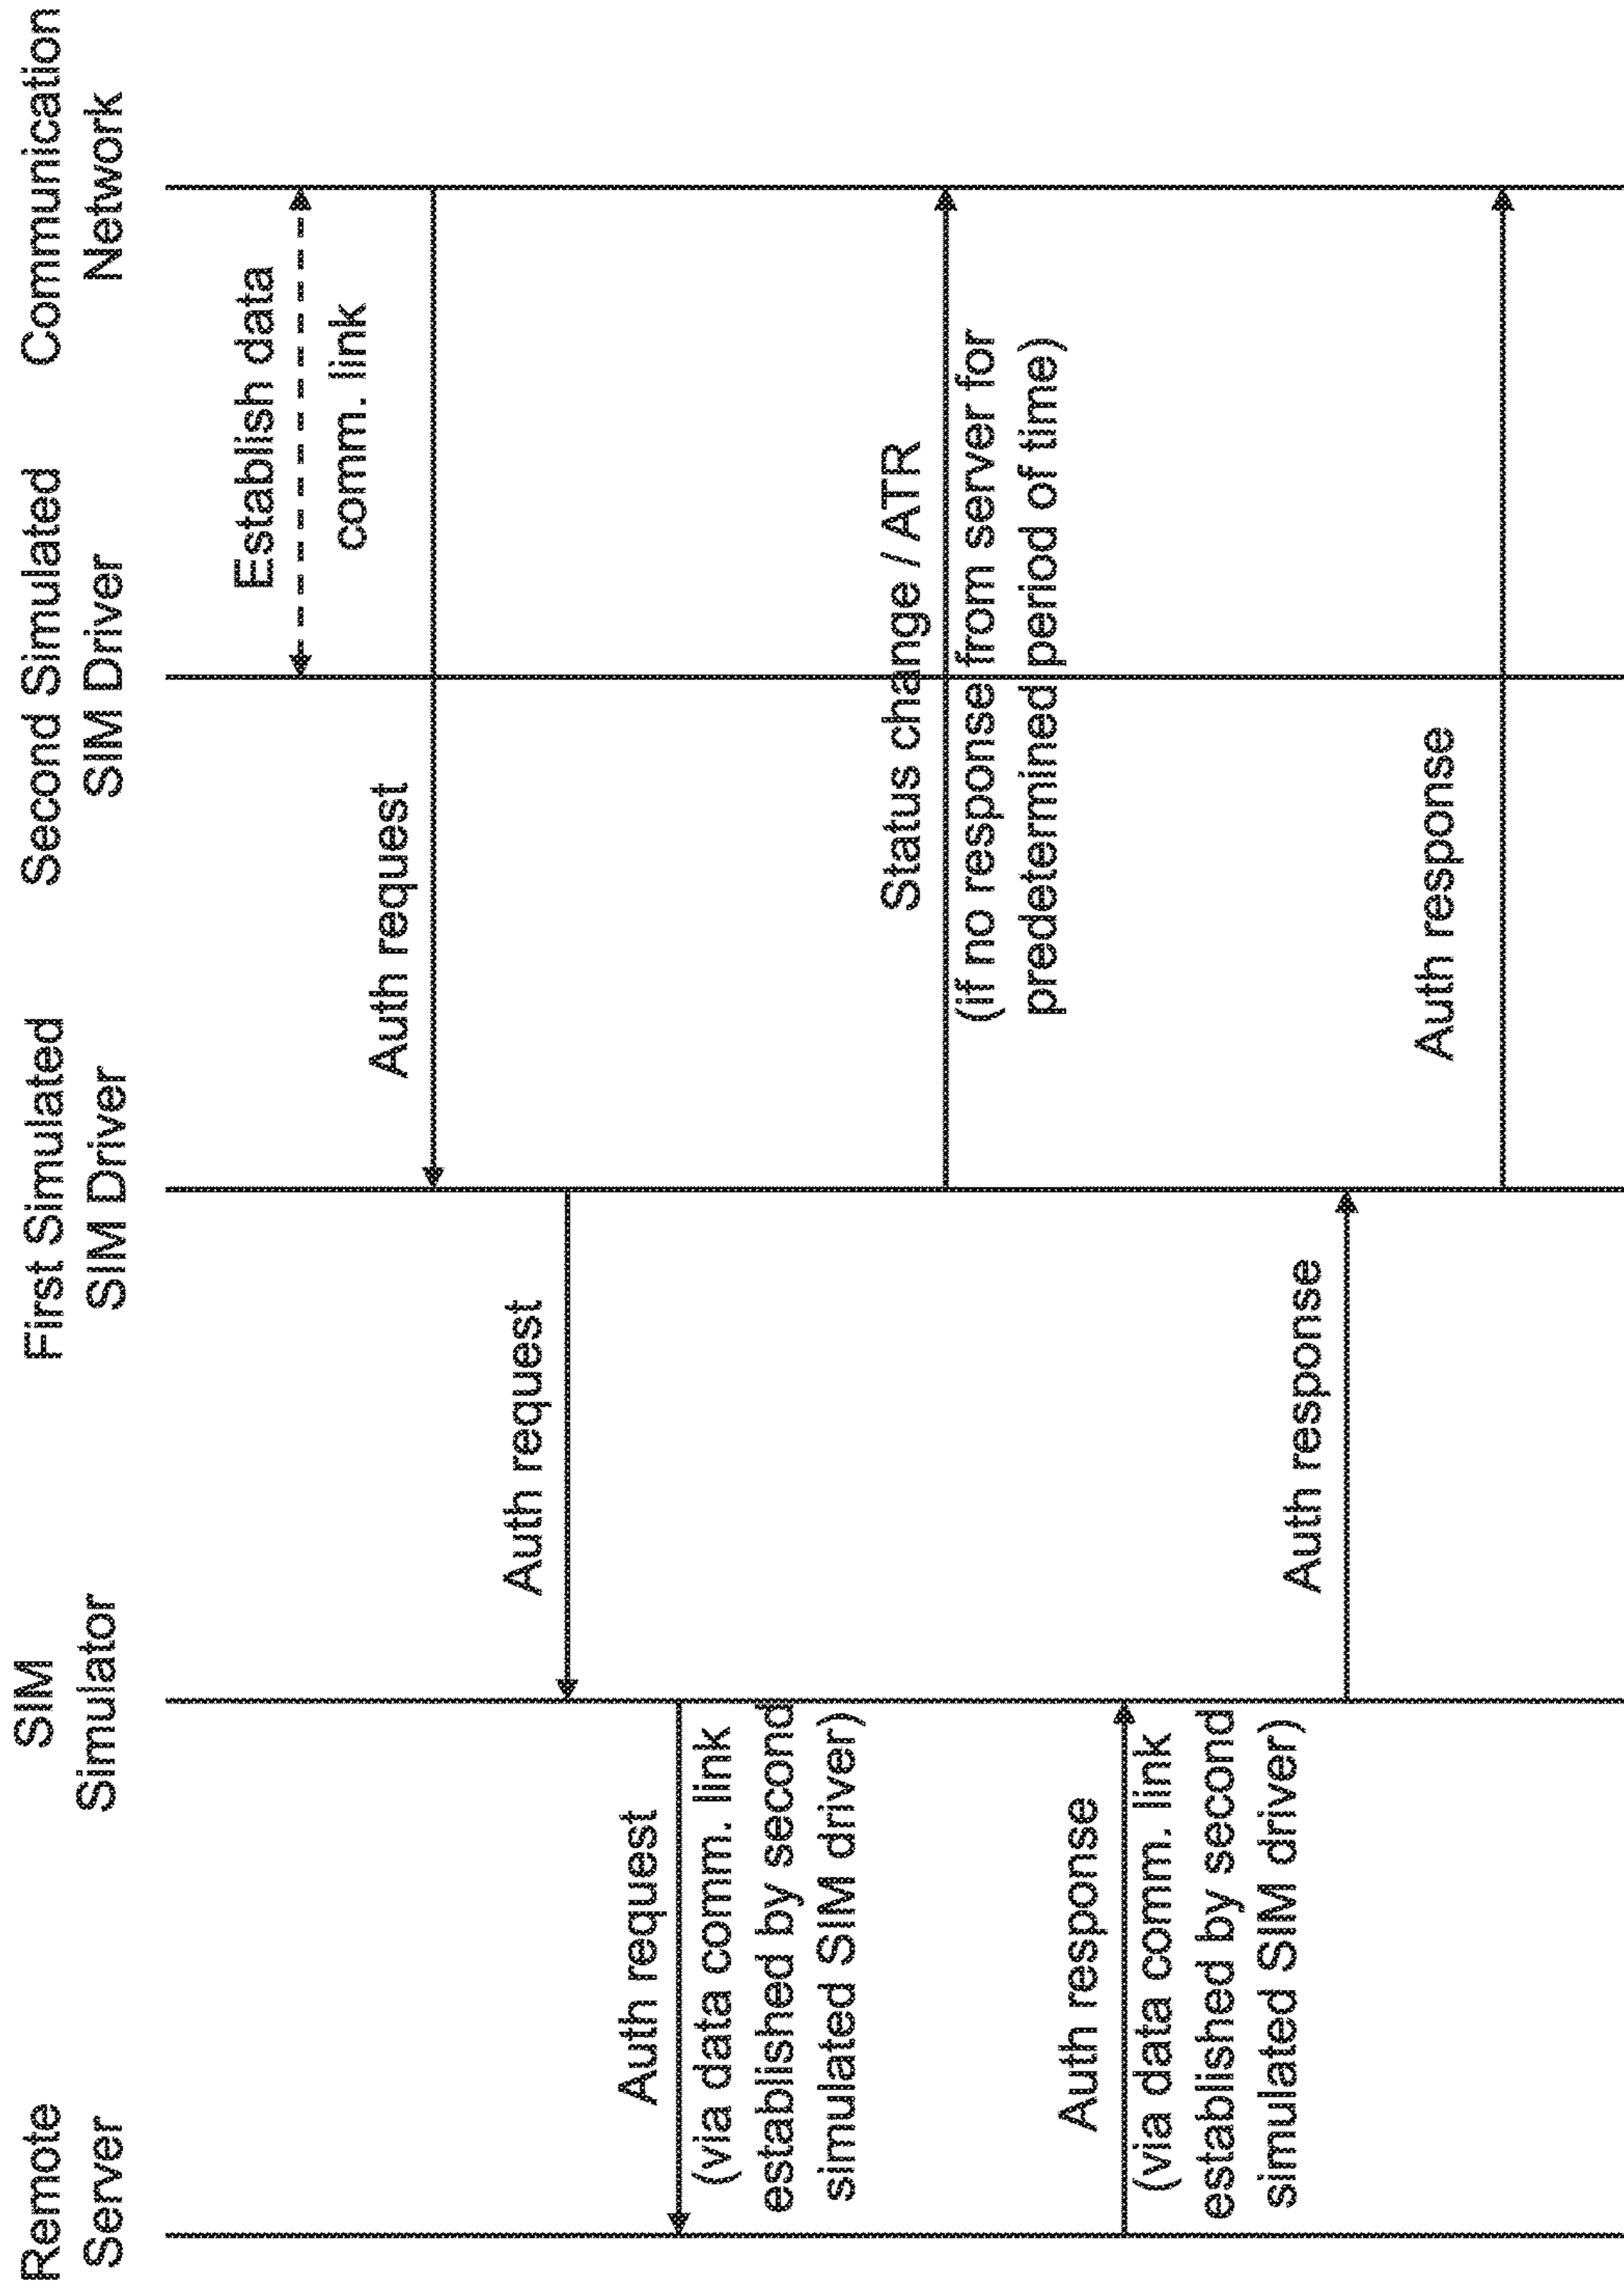 Remote
Server
SIM
Simulator
First Simulated
SIM Driver
Second Simulated
SIM Driver
Communication
Network
Establish data
comm. link
Auth request
Auth request
Auth request
(via data comm. link
established by second
simulated SIM driver)
Status change / ATR
(if no response from server for
predetermined period of time)
Auth response
(via data comm. link
established by second
simulated SIM driver)
Auth response
Auth response